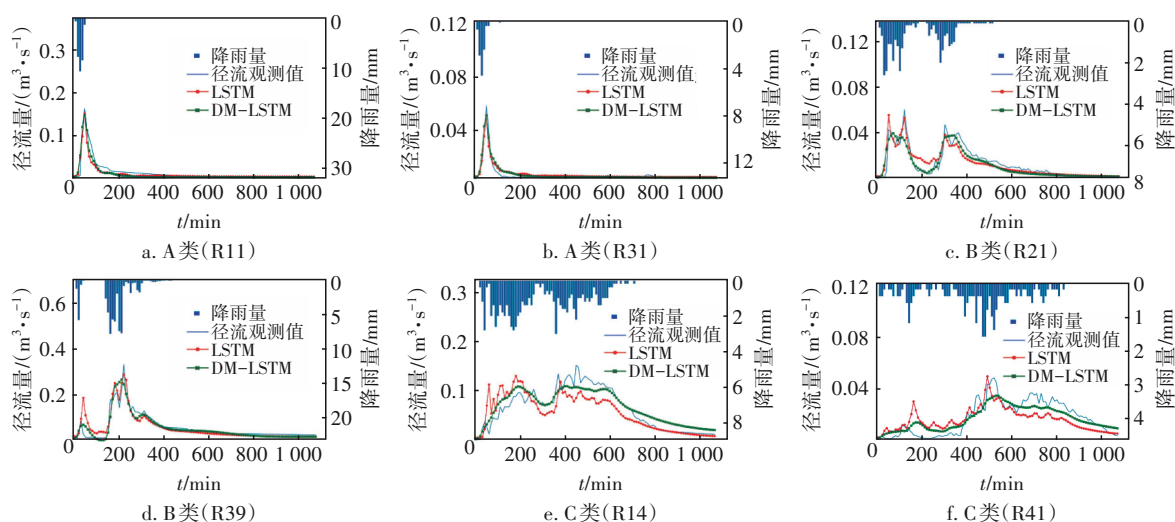 径流量/(m³·s⁻¹)
0.3
0.2
0.1
0
10
20
30
降雨量/mm
降雨量
径流观测值
LSTM
DM-LSTM
0 200 400 600 800 1 000
t/min
a. A类(R11)
径流量/(m³·s⁻¹)
0.12
0.08
0.04
0
4
8
12
降雨量/mm
降雨量
径流观测值
LSTM
DM-LSTM
0 200 400 600 800 1 000
t/min
b. A类(R31)
径流量/(m³·s⁻¹)
0.12
0.08
0.04
0
2
4
6
8
降雨量/mm
降雨量
径流观测值
LSTM
DM-LSTM
0 200 400 600 800 1 000
t/min
c. B类(R21)
径流量/(m³·s⁻¹)
0.6
0.4
0.2
0
5
10
15
20
降雨量/mm
降雨量
径流观测值
LSTM
DM-LSTM
0 200 400 600 800 1 000
t/min
d. B类(R39)
径流量/(m³·s⁻¹)
0.3
0.2
0.1
0
2
4
6
8
降雨量/mm
降雨量
径流观测值
LSTM
DM-LSTM
0 200 400 600 800 1 000
t/min
e. C类(R14)
径流量/(m³·s⁻¹)
0.12
0.08
0.04
0
1
2
3
4
降雨量/mm
降雨量
径流观测值
LSTM
DM-LSTM
0 200 400 600 800 1 000
t/min
f. C类(R41)